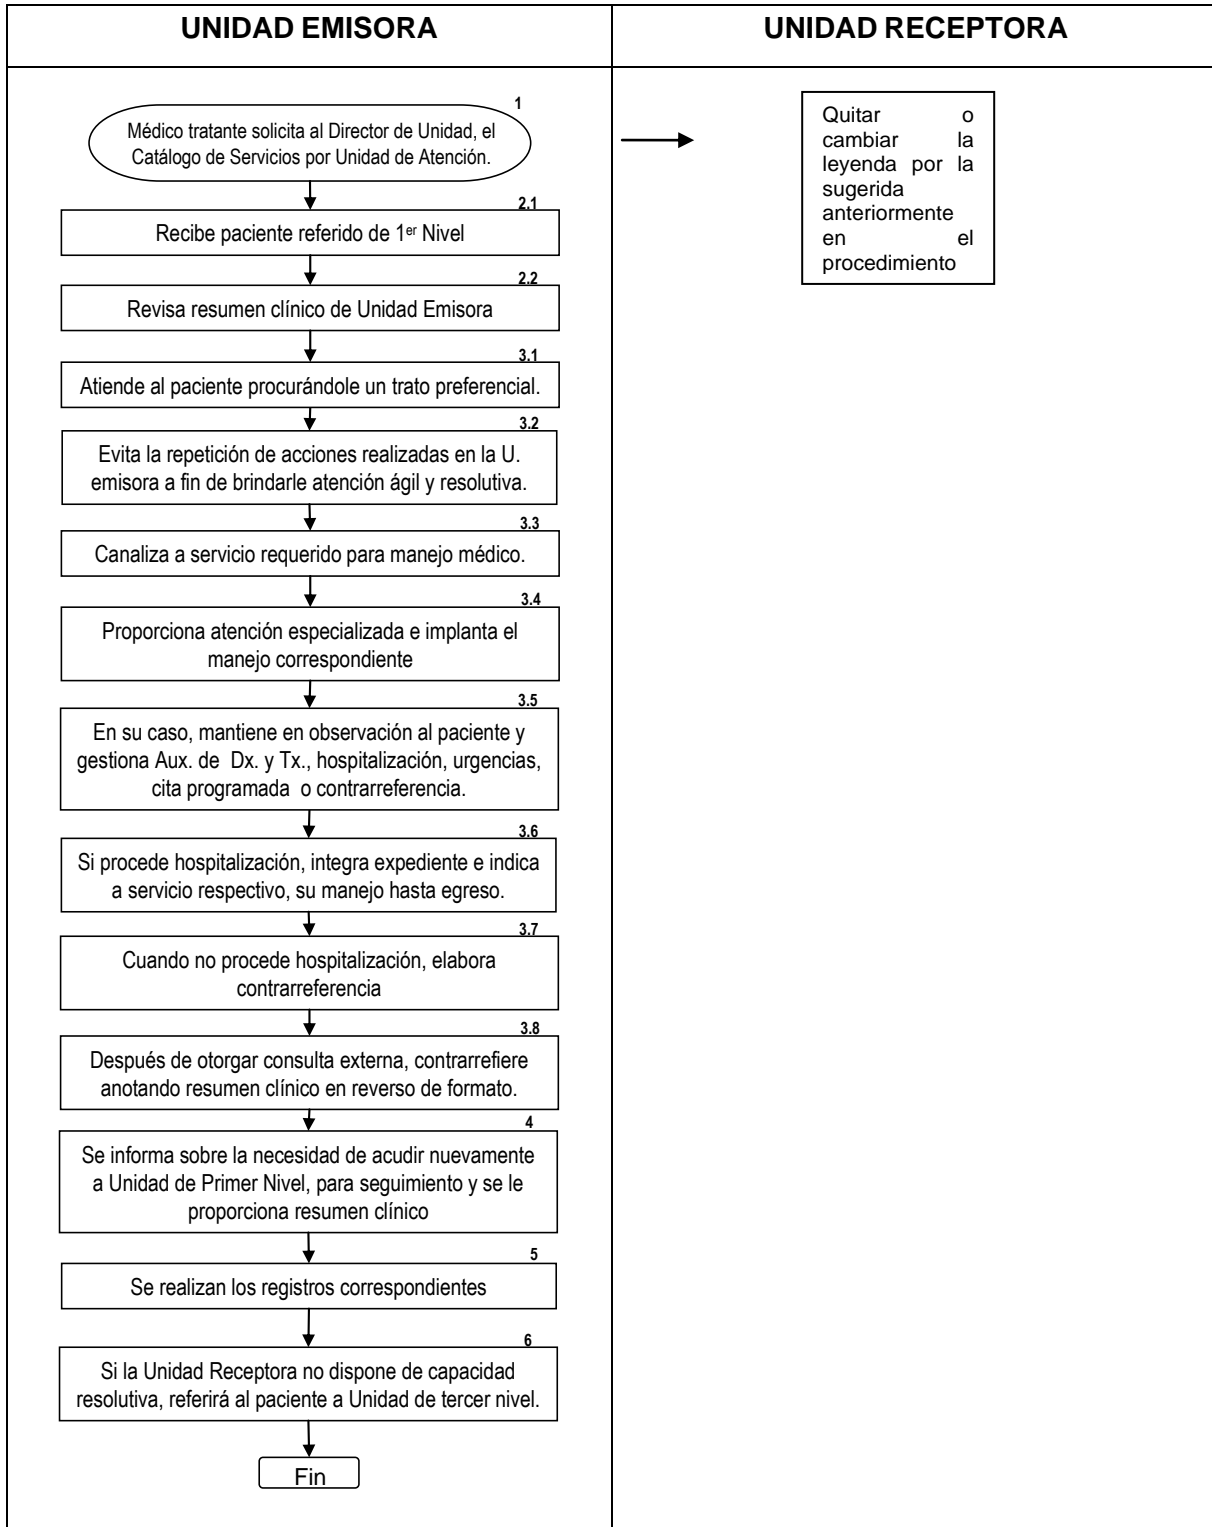 UNIDAD EMISORA
UNIDAD RECEPTORA
1
Médico tratante solicita al Director de Unidad, el
Catálogo de Servicios por Unidad de Atención.
Quitar o
cambiar la
leyenda por la
sugerida
anteriormente
en el
procedimiento
2.1
Recibe paciente referido de 1er Nivel
2.2
Revisa resumen clínico de Unidad Emisora
3.1
Atiende al paciente procurándole un trato preferencial.
3.2
Evita la repetición de acciones realizadas en la U.
emisora a fin de brindarle atención ágil y resolutiva.
3.3
Canaliza a servicio requerido para manejo médico.
3.4
Proporciona atención especializada e implanta el
manejo correspondiente
3.5
En su caso, mantiene en observación al paciente y
gestiona Aux. de Dx. y Tx., hospitalización, urgencias,
cita programada o contrarreferencia.
3.6
Si procede hospitalización, integra expediente e indica
a servicio respectivo, su manejo hasta egreso.
3.7
Cuando no procede hospitalización, elabora
contrarreferencia
3.8
Después de otorgar consulta externa, contrarrefiere
anotando resumen clínico en reverso de formato.
4
Se informa sobre la necesidad de acudir nuevamente
a Unidad de Primer Nivel, para seguimiento y se le
proporciona resumen clínico
5
Se realizan los registros correspondientes
6
Si la Unidad Receptora no dispone de capacidad
resolutiva, referirá al paciente a Unidad de tercer nivel.
Fin